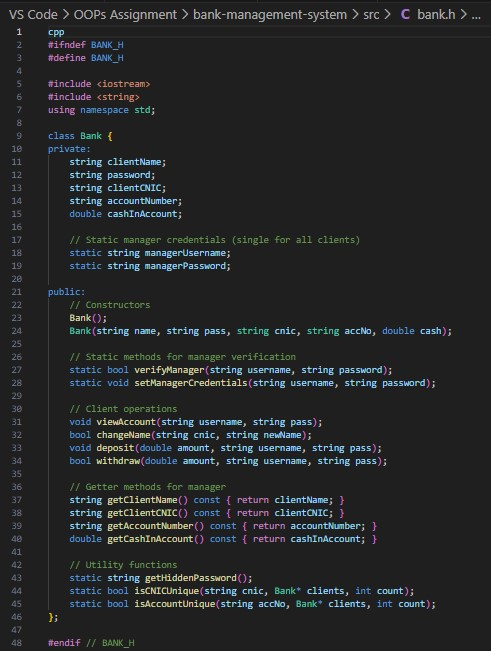 VS Code > OOPs Assignment > bank-management-system > src > C bank.h > ...
1 cpp
2 #ifndef BANK_H
3 #define BANK_H
4
5 #include <iostream>
6 #include <string>
7 using namespace std;
8
9 class Bank {
10 private:
11     string clientName;
12     string password;
13     string clientCNIC;
14     string accountNumber;
15     double cashInAccount;
16
17     // Static manager credentials (single for all clients)
18     static string managerUsername;
19     static string managerPassword;
20
21 public:
22     // Constructors
23     Bank();
24     Bank(string name, string pass, string cnic, string accNo, double cash);
25
26     // Static methods for manager verification
27     static bool verifyManager(string username, string password);
28     static void setManagerCredentials(string username, string password);
29
30     // Client operations
31     void viewAccount(string username, string pass);
32     bool changeName(string cnic, string newName);
33     void deposit(double amount, string username, string pass);
34     bool withdraw(double amount, string username, string pass);
35
36     // Getter methods for manager
37     string getClientName() const { return clientName; }
38     string getClientCNIC() const { return clientCNIC; }
39     string getAccountNumber() const { return accountNumber; }
40     double getCashInAccount() const { return cashInAccount; }
41
42     // Utility functions
43     static string getHiddenPassword();
44     static bool isCNICUnique(string cnic, Bank* clients, int count);
45     static bool isAccountUnique(string accNo, Bank* clients, int count);
46 };
47
48 #endif // BANK_H